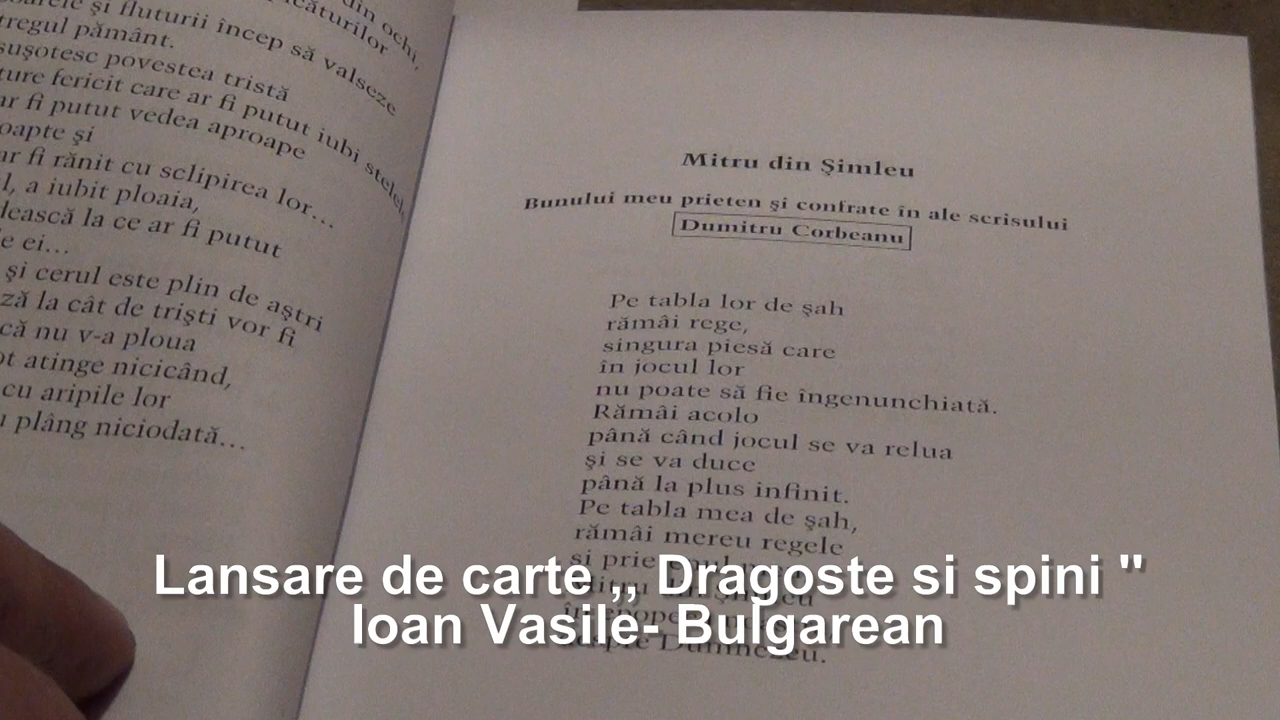 din ochi,
icăturilor
şi fluturii încep să valseze
tregul pământ.
suşotesc povestea tristă
ture fericit care ar fi putut iubi stelele
ar fi putut vedea aproape
oapte şi
ar fi rănit cu sclipirea lor...
l, a iubit ploaia,
dească la ce ar fi putut
e ei...
şi cerul este plin de aştri
ză la cât de trişti vor fi
că nu v-a ploua
ot atinge nicicând,
cu aripile lor
u plâng niciodată...
Mitru din Şimleu
Bunului meu prieten şi confrate în ale scrisului
Dumitru Corbeanu
Pe tabla lor de şah
rămâi rege,
singura piesă care
în jocul lor
nu poate să fie îngenunchiată.
Rămâi acolo
până când jocul se va relua
şi se va duce
până la plus infinit.
Pe tabla mea de şah,
rămâi mereu regele
şi
Dumnezeu.
Lansare de carte ,, Dragoste si spini "
Ioan Vasile- Bulgarean